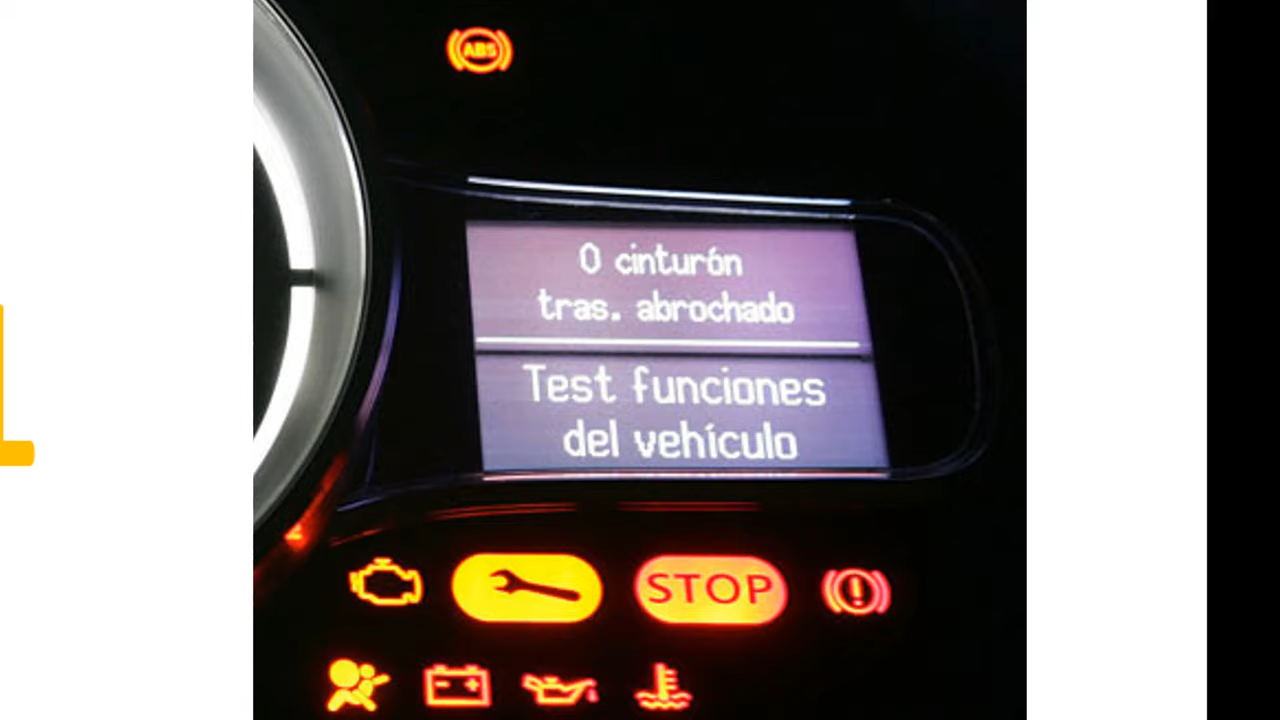 ABS
0 cinturón
tras. abrochado
Test funciones
del vehículo
STOP